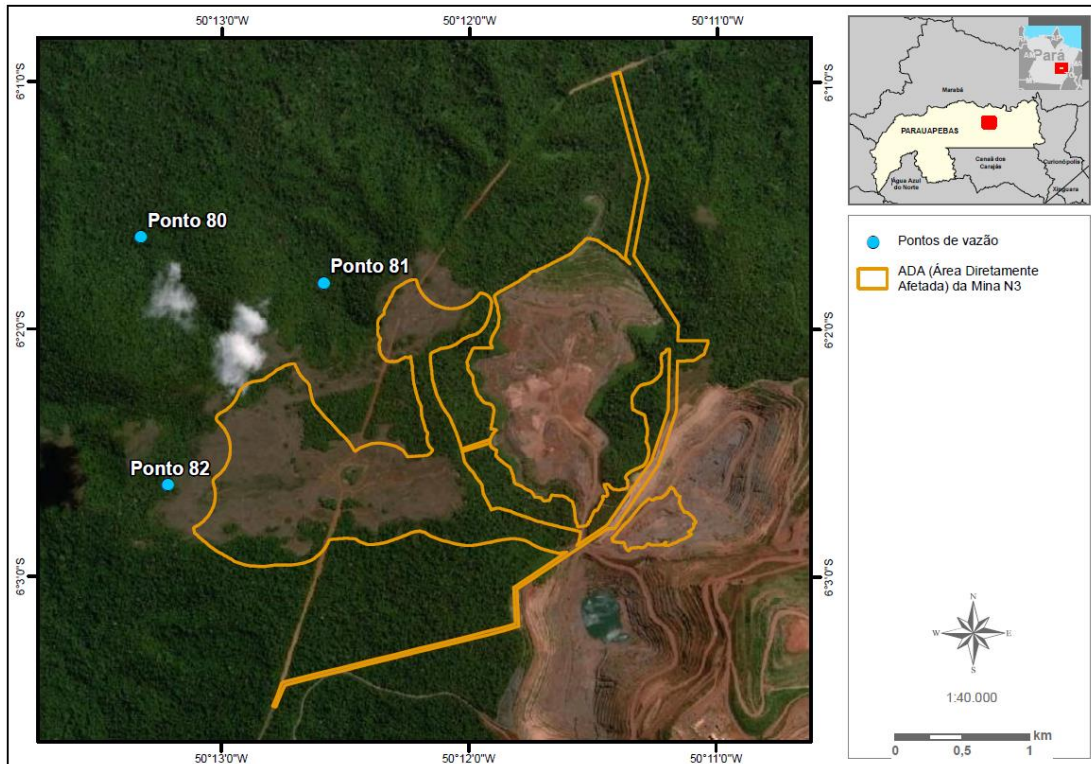 50°13'0"W
50°12'0"W
50°11'0"W
6°1'0"S
6°2'0"S
6°3'0"S
Ponto 80
Ponto 81
Ponto 82
6°1'0"S
6°2'0"S
6°3'0"S
50°13'0"W
50°12'0"W
50°11'0"W
Pará
Marabá
PARAUAPEBAS
Canaã dos
Carajás
Curionópolis
Água Azul
do Norte
Xinguara
Pontos de vazão
ADA (Área Diretamente
Afetada) da Mina N3
N
W
E
S
1:40.000
km
0
0,5
1